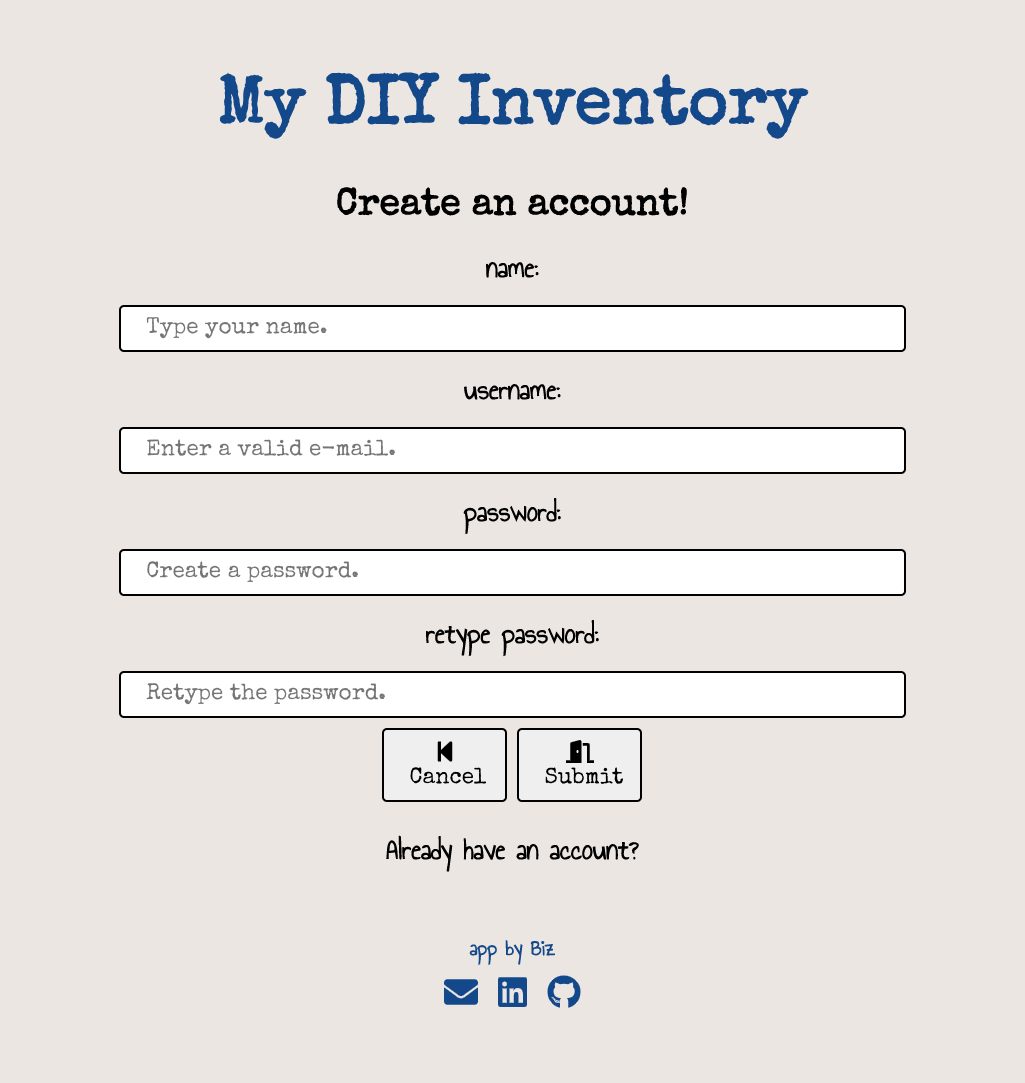 My DIY Inventory
Create an account!
name:
Type your name.
username:
Enter a valid e-mail.
password:
Create a password.
retype password:
Retype the password.
Cancel Submit
Already have an account?
app by Biz
in